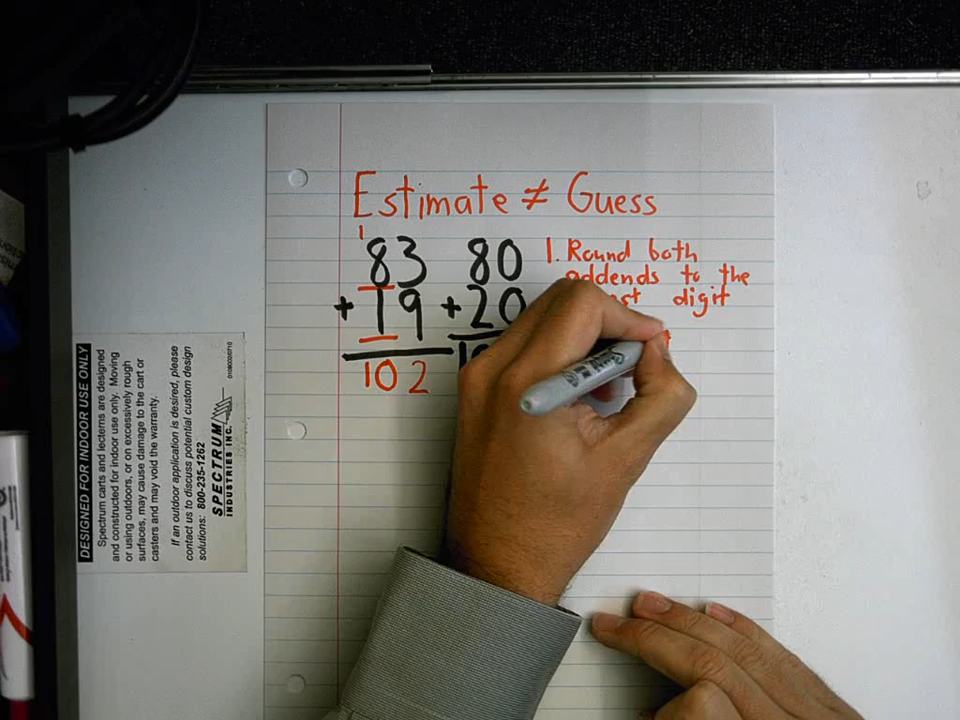 Estimate ≠ Guess
1
83 80
+19 +20
102
1. Round both
addends to the
digit
DESIGNED FOR INDOOR USE ONLY
Spectrum carts and lecterns are designed
and constructed for indoor use only. Moving
or using outdoors, or on excessively rough
surfaces, may cause damage to the cart or
casters and may void the warranty.
If an outdoor application is desired, please
contact us to discuss potential custom design
solutions: 800-235-1262
SPECTRUM
INDUSTRIES INC.